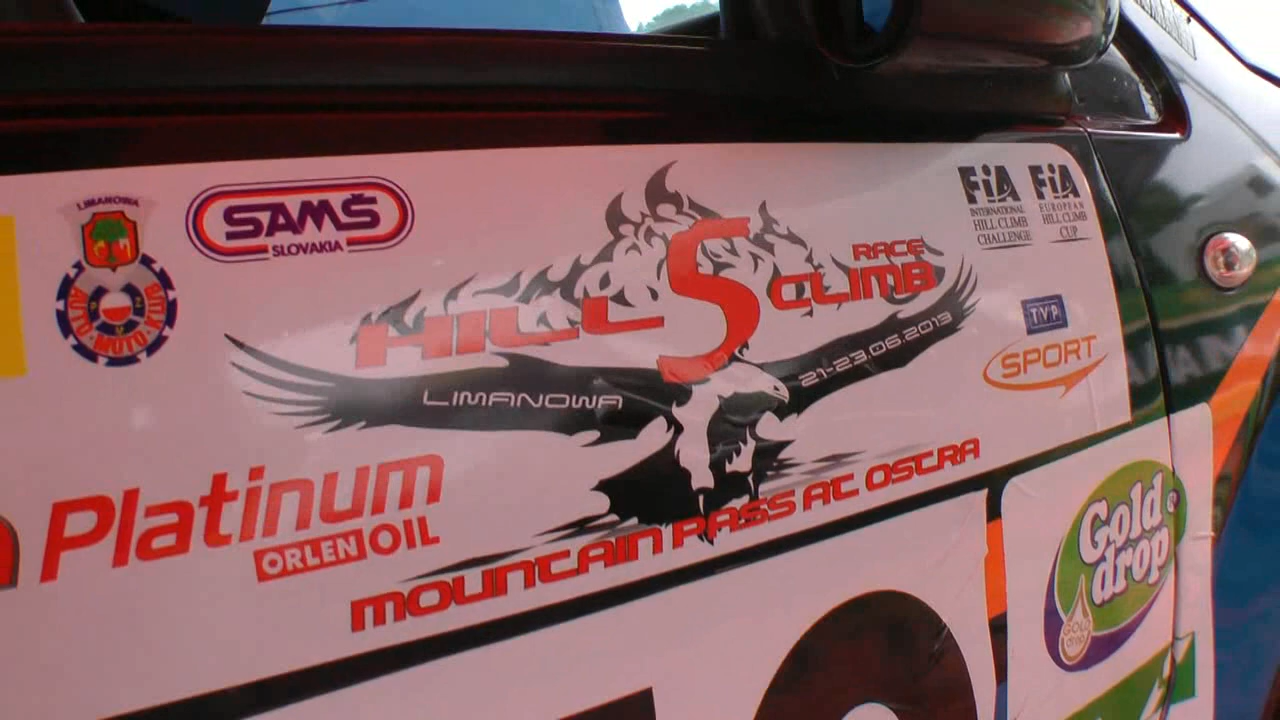 LIMANOWA
AUTO MOTO KLUB
SAMŠ
SLOVAKIA
HILL 5 CLIMB
RACE
LIMANOWA
21-23.06.2013
MOUNTAIN PASS AT OSTRA
FiA
INTERNATIONAL
HILL CLIMB
CHALLENGE
FiA
EUROPEAN
HILL CLIMB
CUP
TVP
SPORT
Platinum
ORLEN OIL
Gold
drop
GOLD
drop